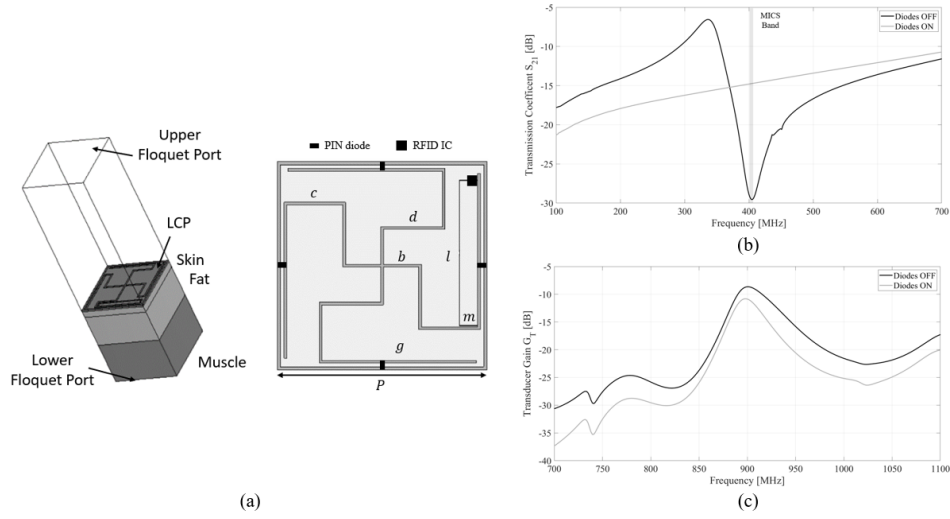 Upper
Floquet Port
LCP
Skin
Fat
Muscle
Lower
Floquet Port
PIN diode
RFID IC
c
d
b
l
m
g
P
(a)
Transmission Coefficent S21 [dB]
-5
-10
-15
-20
-25
-30
MICS
Band
Diodes OFF
Diodes ON
100 200 300 400 500 600 700
Frequency [MHz]
(b)
Transducer Gain GT [dB]
-5
-10
-15
-20
-25
-30
-35
-40
Diodes OFF
Diodes ON
700 750 800 850 900 950 1000 1050 1100
Frequency [MHz]
(c)